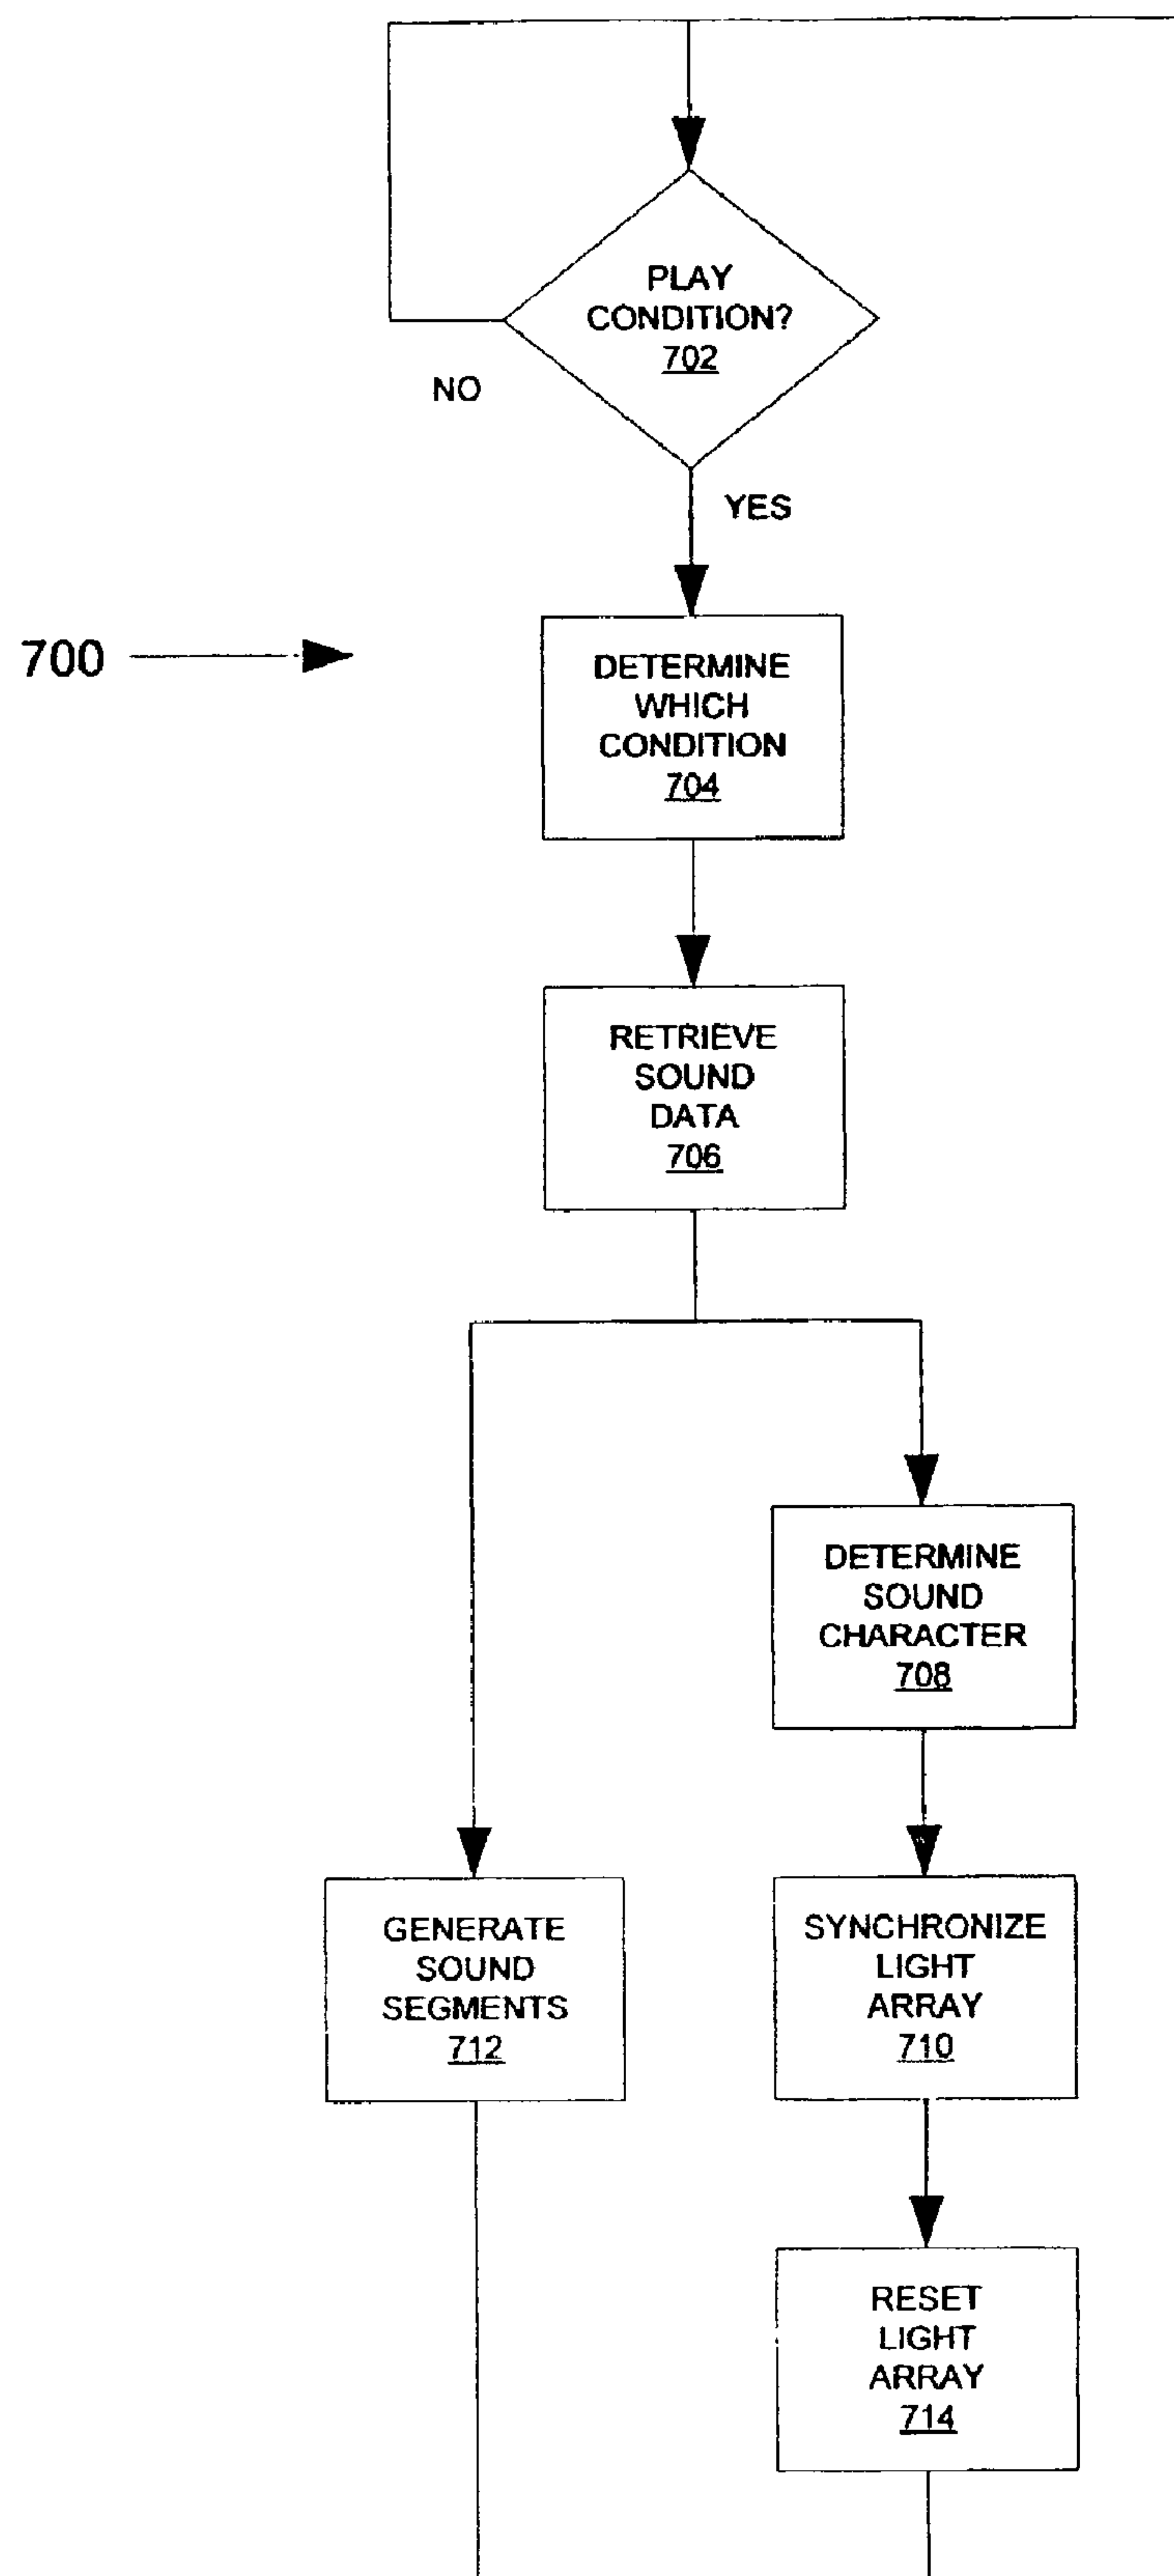 PLAY
CONDITION?
702
NO
YES
700
DETERMINE
WHICH
CONDITION
704
RETRIEVE
SOUND
DATA
706
DETERMINE
SOUND
CHARACTER
708
GENERATE
SOUND
SEGMENTS
712
SYNCHRONIZE
LIGHT
ARRAY
710
RESET
LIGHT
ARRAY
714